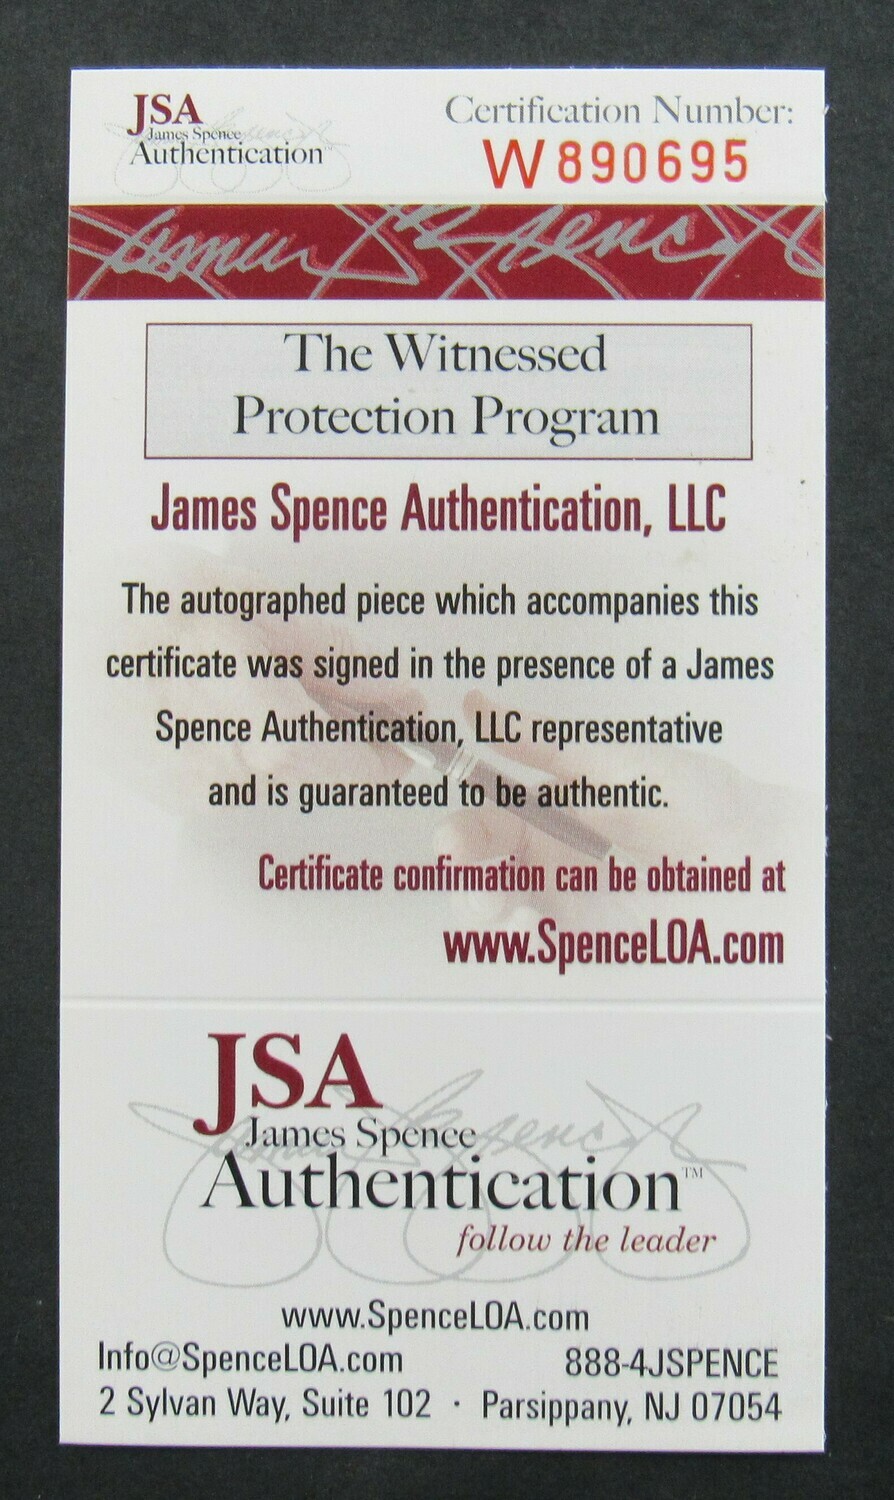 JSA
James Spence
Authentication
Certification Number:
W890695
James Spence
The Witnessed
Protection Program
James Spence Authentication, LLC
The autographed piece which accompanies this
certificate was signed in the presence of a James
Spence Authentication, LLC representative
and is guaranteed to be authentic.
Certificate confirmation can be obtained at
www.SpenceLOA.com
JSA
James Spence
Authentication™
follow the leader
www.SpenceLOA.com
Info@SpenceLOA.com 888-4JSPENCE
2 Sylvan Way, Suite 102 · Parsippany, NJ 07054